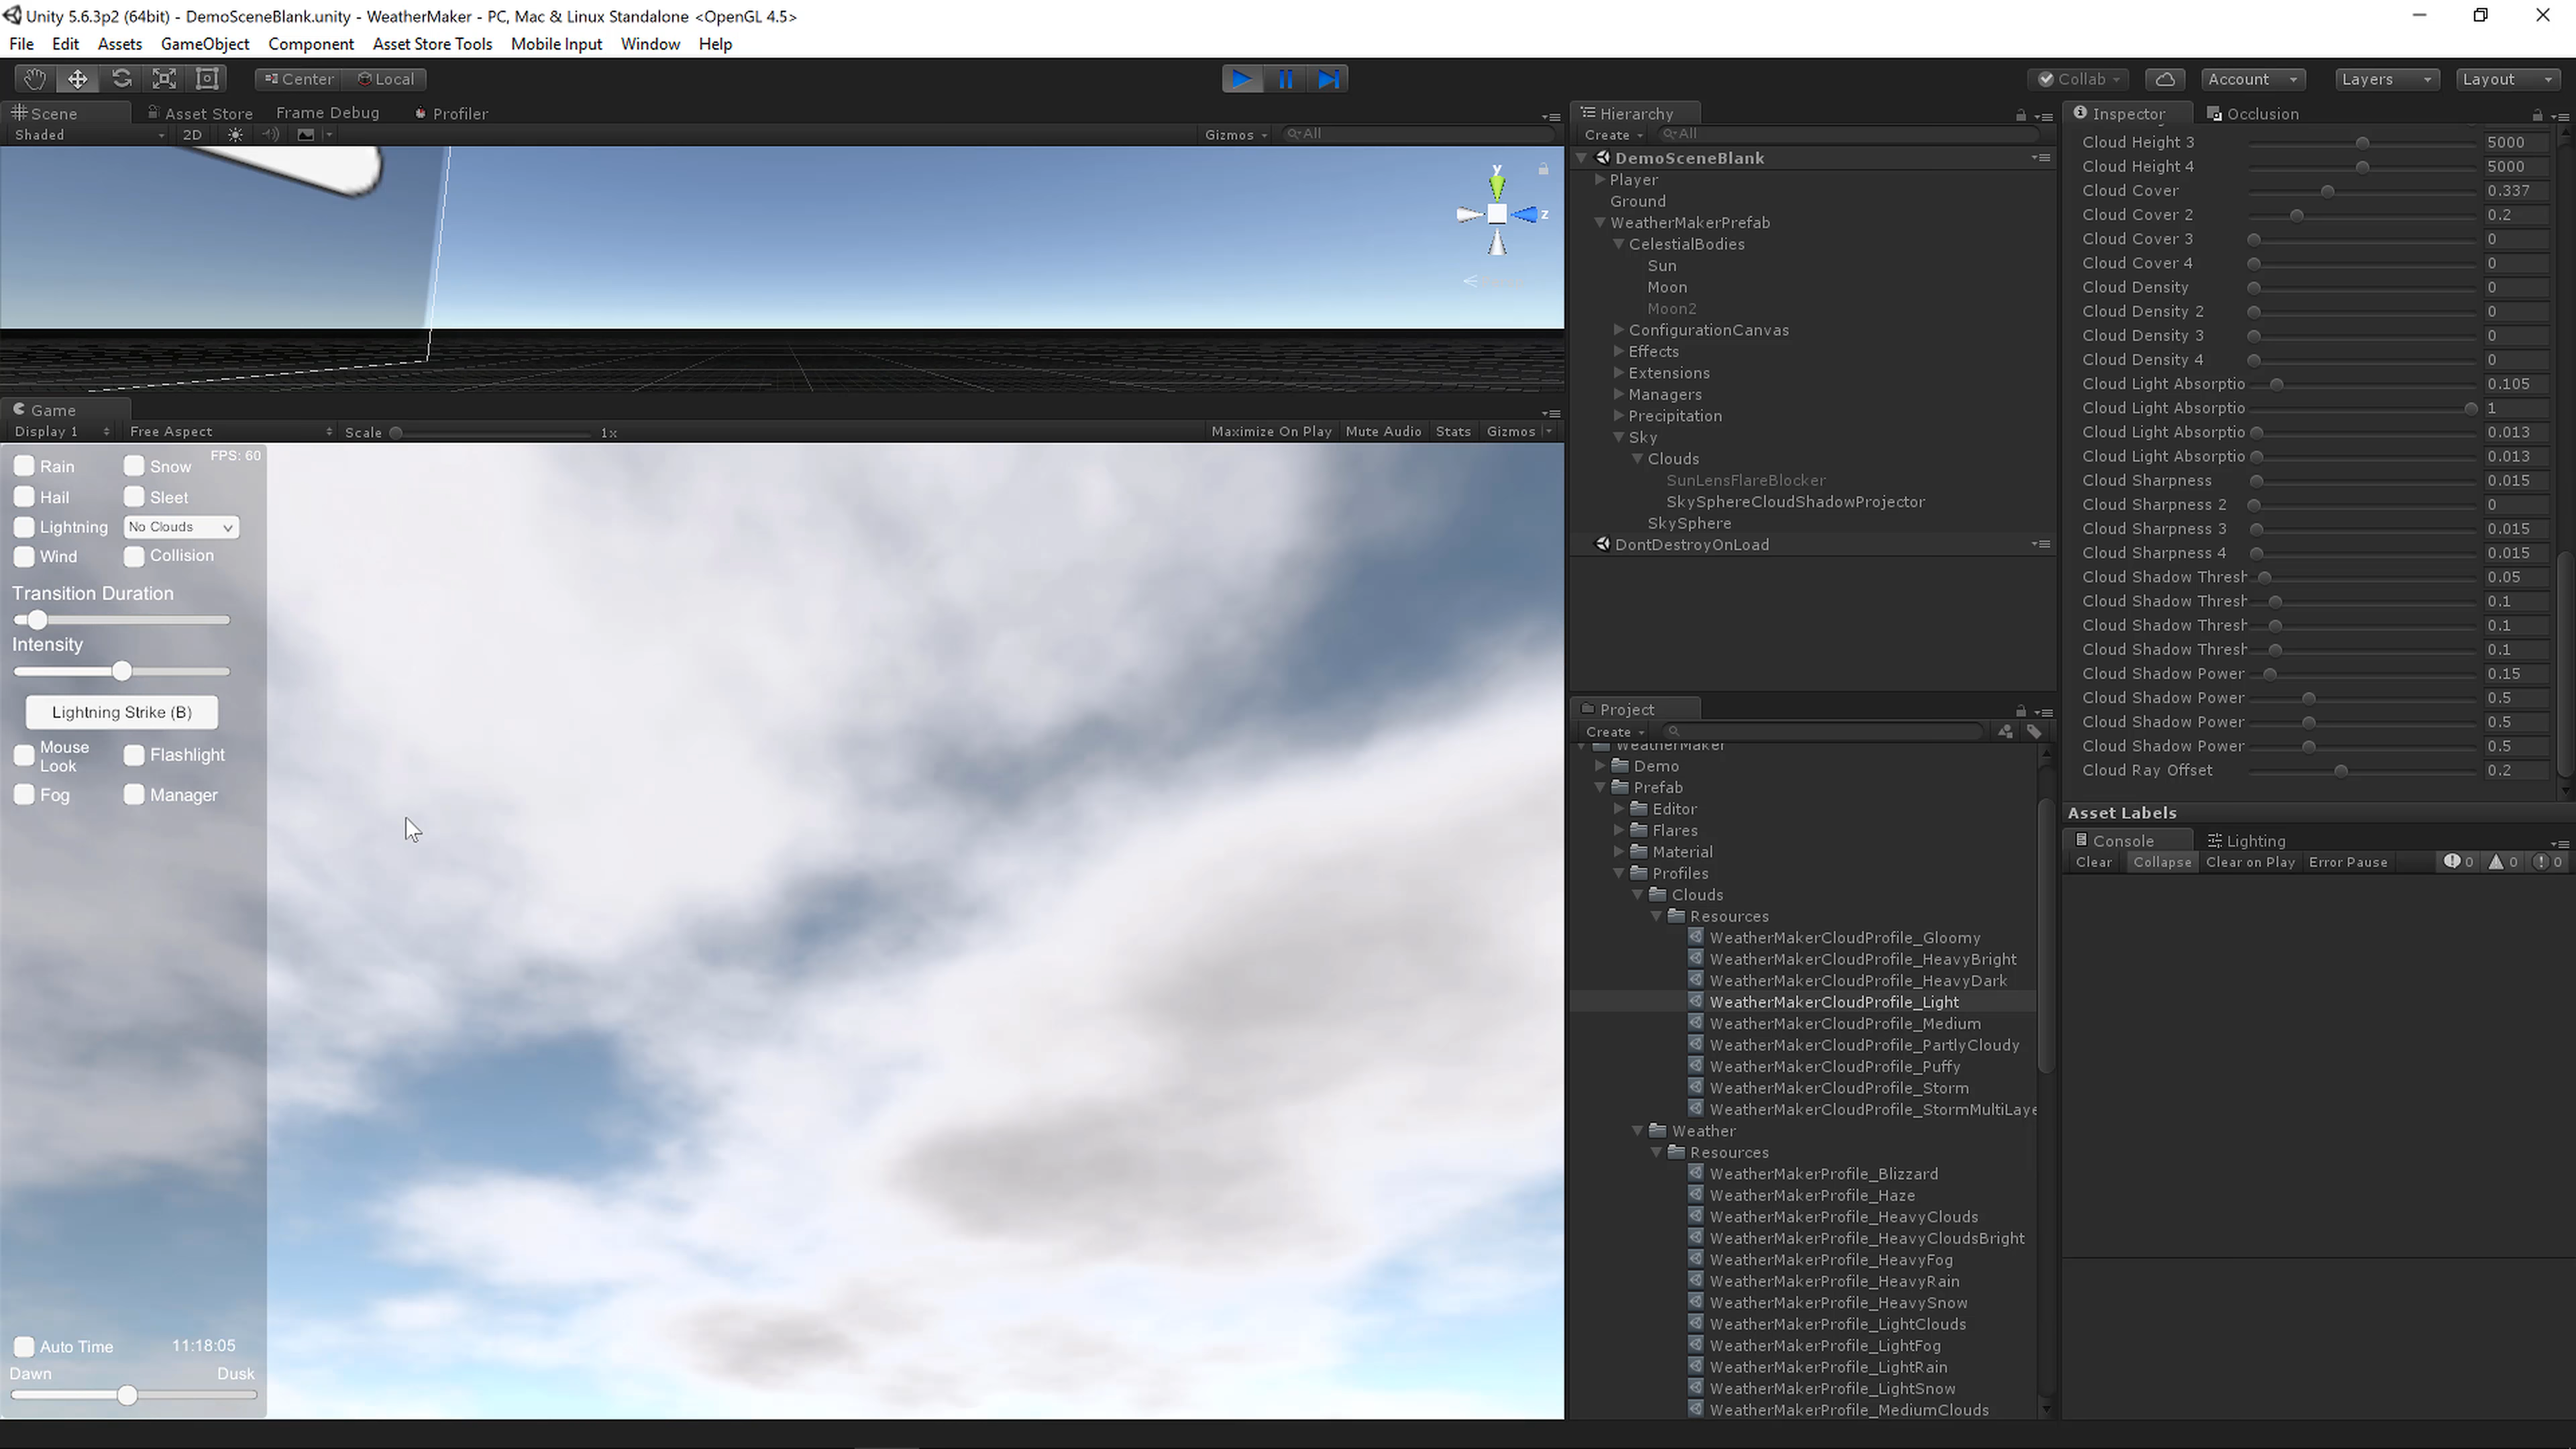 Unity 5.6.3p2 (64bit) - DemoSceneBlank.unity - WeatherMaker - PC, Mac & Linux Standalone <OpenGL 4.5>
File Edit Assets GameObject Component Asset Store Tools Mobile Input Window Help
Center Local
Collab Account Layers Layout
Scene Asset Store Frame Debug Profiler
Shaded 2D Gizmos All
y
z
Game
Display 1 Free Aspect Scale 1x Maximize On Play Mute Audio Stats Gizmos
FPS: 60
Rain Snow
Hail Sleet
Lightning No Clouds
Wind Collision
Transition Duration
Intensity
Lightning Strike (B)
Mouse Look Flashlight
Fog Manager
Auto Time 11:18:05
Dawn Dusk
Hierarchy
Create All
DemoSceneBlank
Player
Ground
WeatherMakerPrefab
CelestialBodies
Sun
Moon
Moon2
ConfigurationCanvas
Effects
Extensions
Managers
Precipitation
Sky
Clouds
SunLensFlareBlocker
SkySphereCloudShadowProjector
SkySphere
DontDestroyOnLoad
Project
Create
WeatherMaker
Demo
Prefab
Editor
Flares
Material
Profiles
Clouds
Resources
WeatherMakerCloudProfile_Gloomy
WeatherMakerCloudProfile_HeavyBright
WeatherMakerCloudProfile_HeavyDark
WeatherMakerCloudProfile_Light
WeatherMakerCloudProfile_Medium
WeatherMakerCloudProfile_PartlyCloudy
WeatherMakerCloudProfile_Puffy
WeatherMakerCloudProfile_Storm
WeatherMakerCloudProfile_StormMultiLaye
Weather
Resources
WeatherMakerProfile_Blizzard
WeatherMakerProfile_Haze
WeatherMakerProfile_HeavyClouds
WeatherMakerProfile_HeavyCloudsBright
WeatherMakerProfile_HeavyFog
WeatherMakerProfile_HeavyRain
WeatherMakerProfile_HeavySnow
WeatherMakerProfile_LightClouds
WeatherMakerProfile_LightFog
WeatherMakerProfile_LightRain
WeatherMakerProfile_LightSnow
WeatherMakerProfile_MediumClouds
Inspector Occlusion
Cloud Height 3 5000
Cloud Height 4 5000
Cloud Cover 0.337
Cloud Cover 2 0.2
Cloud Cover 3 0
Cloud Cover 4 0
Cloud Density 0
Cloud Density 2 0
Cloud Density 3 0
Cloud Density 4 0
Cloud Light Absorptio 0.105
Cloud Light Absorptio 1
Cloud Light Absorptio 0.013
Cloud Light Absorptio 0.013
Cloud Sharpness 0.015
Cloud Sharpness 2 0
Cloud Sharpness 3 0.015
Cloud Sharpness 4 0.015
Cloud Shadow Thresh 0.05
Cloud Shadow Thresh 0.1
Cloud Shadow Thresh 0.1
Cloud Shadow Thresh 0.1
Cloud Shadow Power 0.15
Cloud Shadow Power 0.5
Cloud Shadow Power 0.5
Cloud Shadow Power 0.5
Cloud Ray Offset 0.2
Asset Labels
Console Lighting
Clear Collapse Clear on Play Error Pause 0 0 0